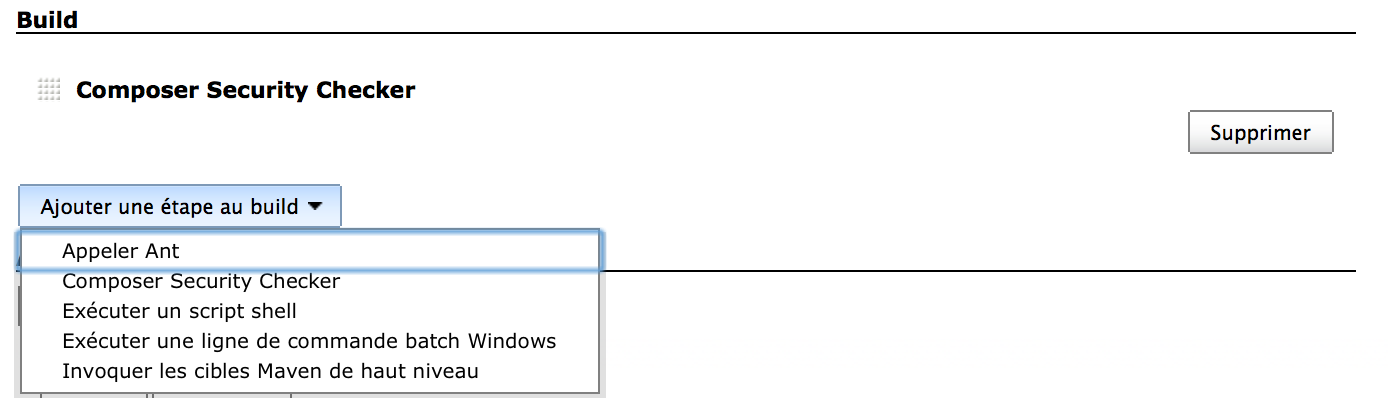 Build
Composer Security Checker
Supprimer
Ajouter une étape au build
Appeler Ant
Composer Security Checker
Exécuter un script shell
Exécuter une ligne de commande batch Windows
Invoquer les cibles Maven de haut niveau